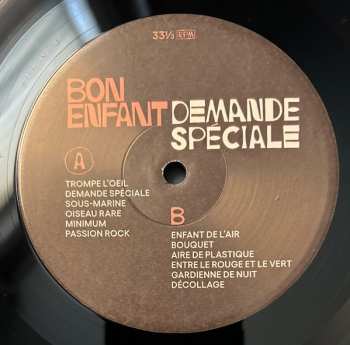 33⅓ RPM
BON
ENFANT
DEMANDE
SPÉCIALE
A
TROMPE L'OEIL
DEMANDE SPÉCIALE
SOUS-MARINE
OISEAU RARE
MINIMUM
PASSION ROCK
B
ENFANT DE L'AIR
BOUQUET
AIRE DE PLASTIQUE
ENTRE LE ROUGE ET LE VERT
GARDIENNE DE NUIT
DÉCOLLAGE